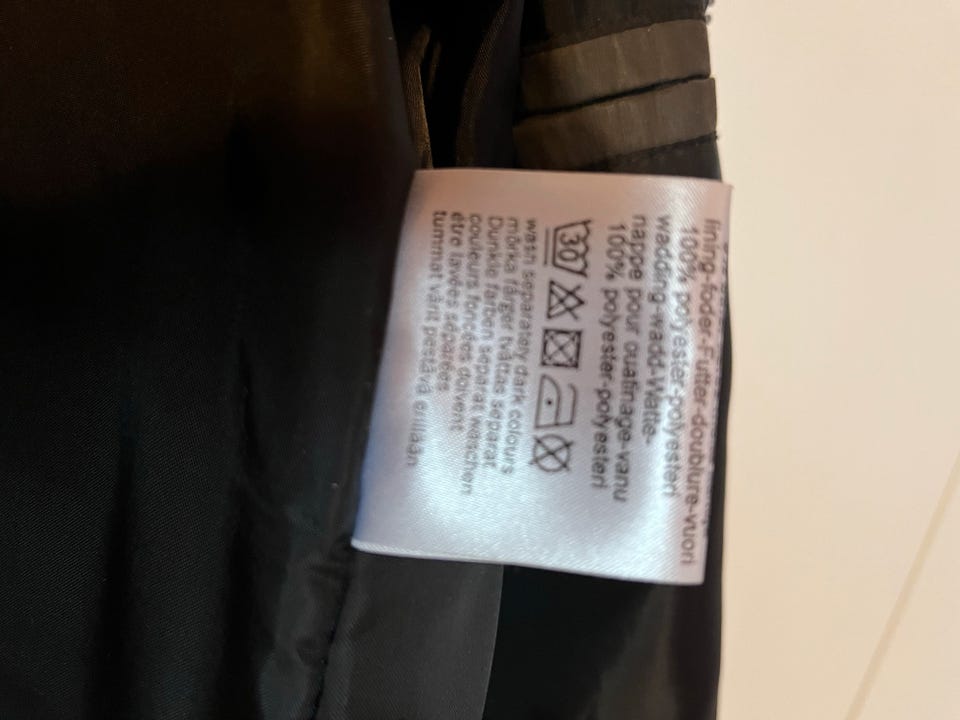 lining-foder-Futter-doublure-vuori
100% polyester-polyesteri
wadding-vadd-Watte-
nappe pour ouatinage-vanu
100% polyester-polyesteri
30
wash separately dark colours
mörka färger tvättas separat
Dunkle farben separat waschen
couleurs foncées doivent
être lavées séparées
tummat värit pestävä erillään